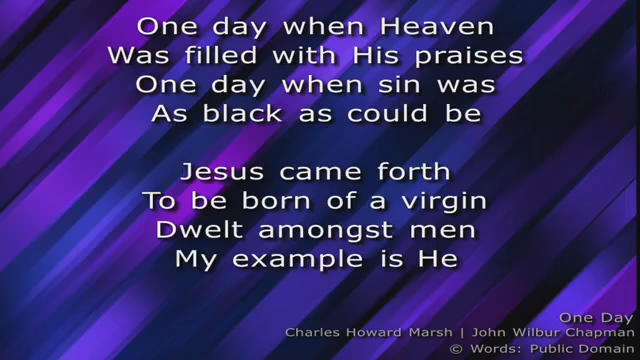 One day when Heaven
Was filled with His praises
One day when sin was
As black as could be
Jesus came forth
To be born of a virgin
Dwelt amongst men
My example is He
One Day
Charles Howard Marsh | John Wilbur Chapman
© Words: Public Domain